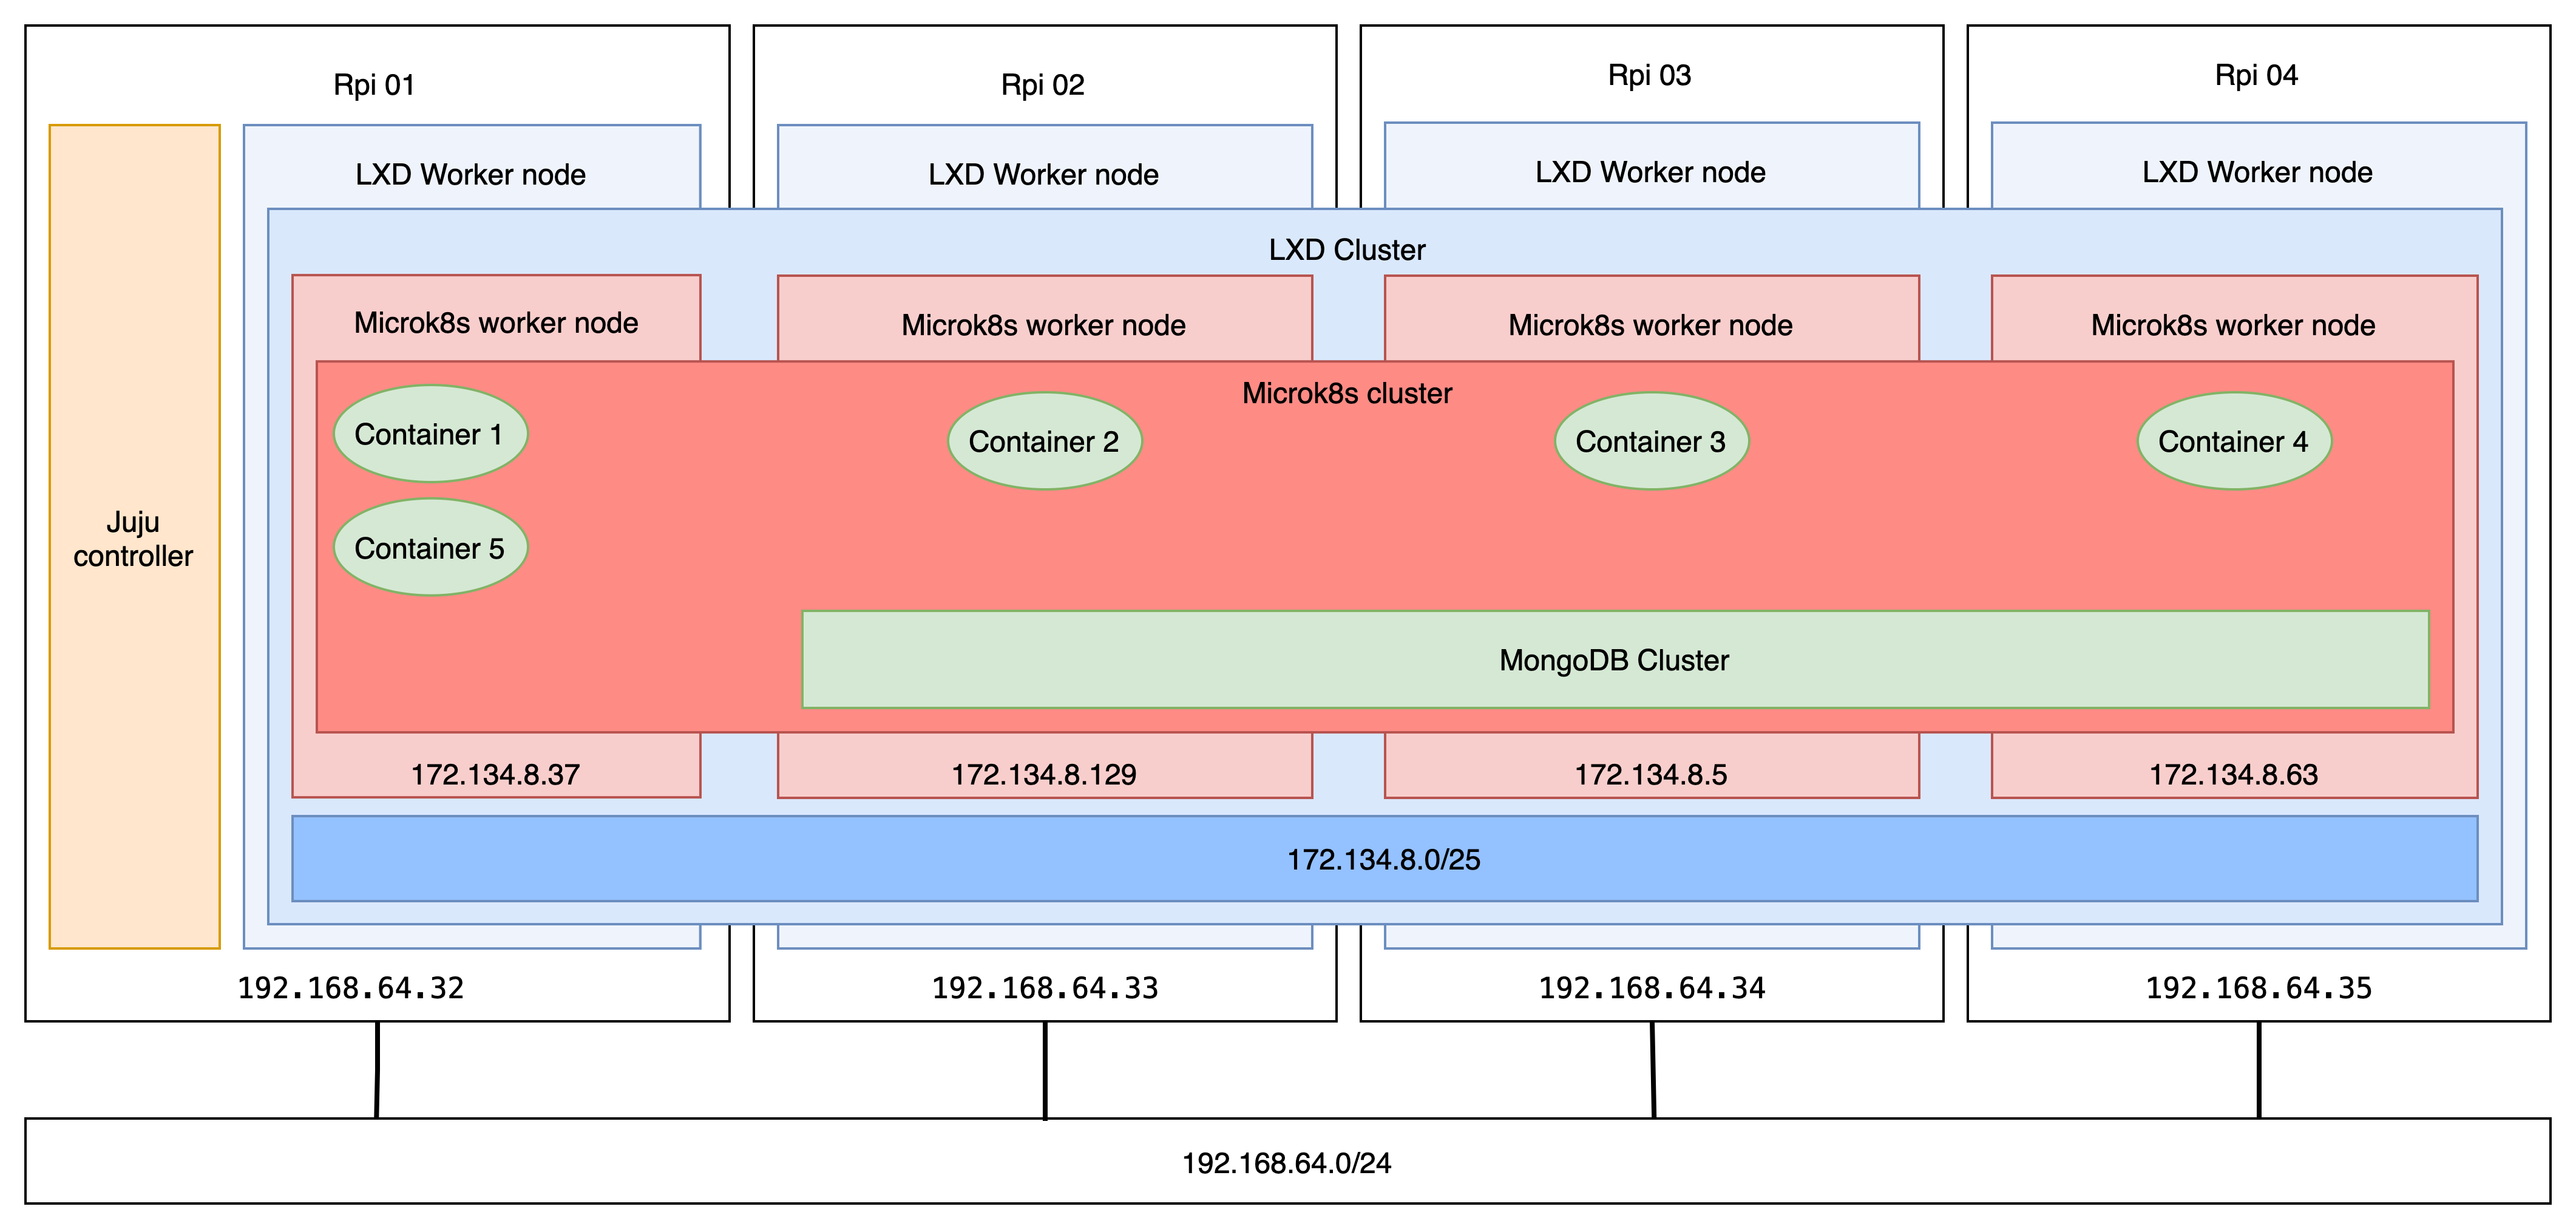 Rpi 01
Rpi 02
Rpi 03
Rpi 04
LXD Worker node
LXD Worker node
LXD Worker node
LXD Worker node
LXD Cluster
Microk8s worker node
Microk8s worker node
Microk8s worker node
Microk8s worker node
Microk8s cluster
Container 1
Container 2
Container 3
Container 4
Juju
controller
Container 5
MongoDB Cluster
172.134.8.37
172.134.8.129
172.134.8.5
172.134.8.63
172.134.8.0/25
192.168.64.32
192.168.64.33
192.168.64.34
192.168.64.35
192.168.64.0/24